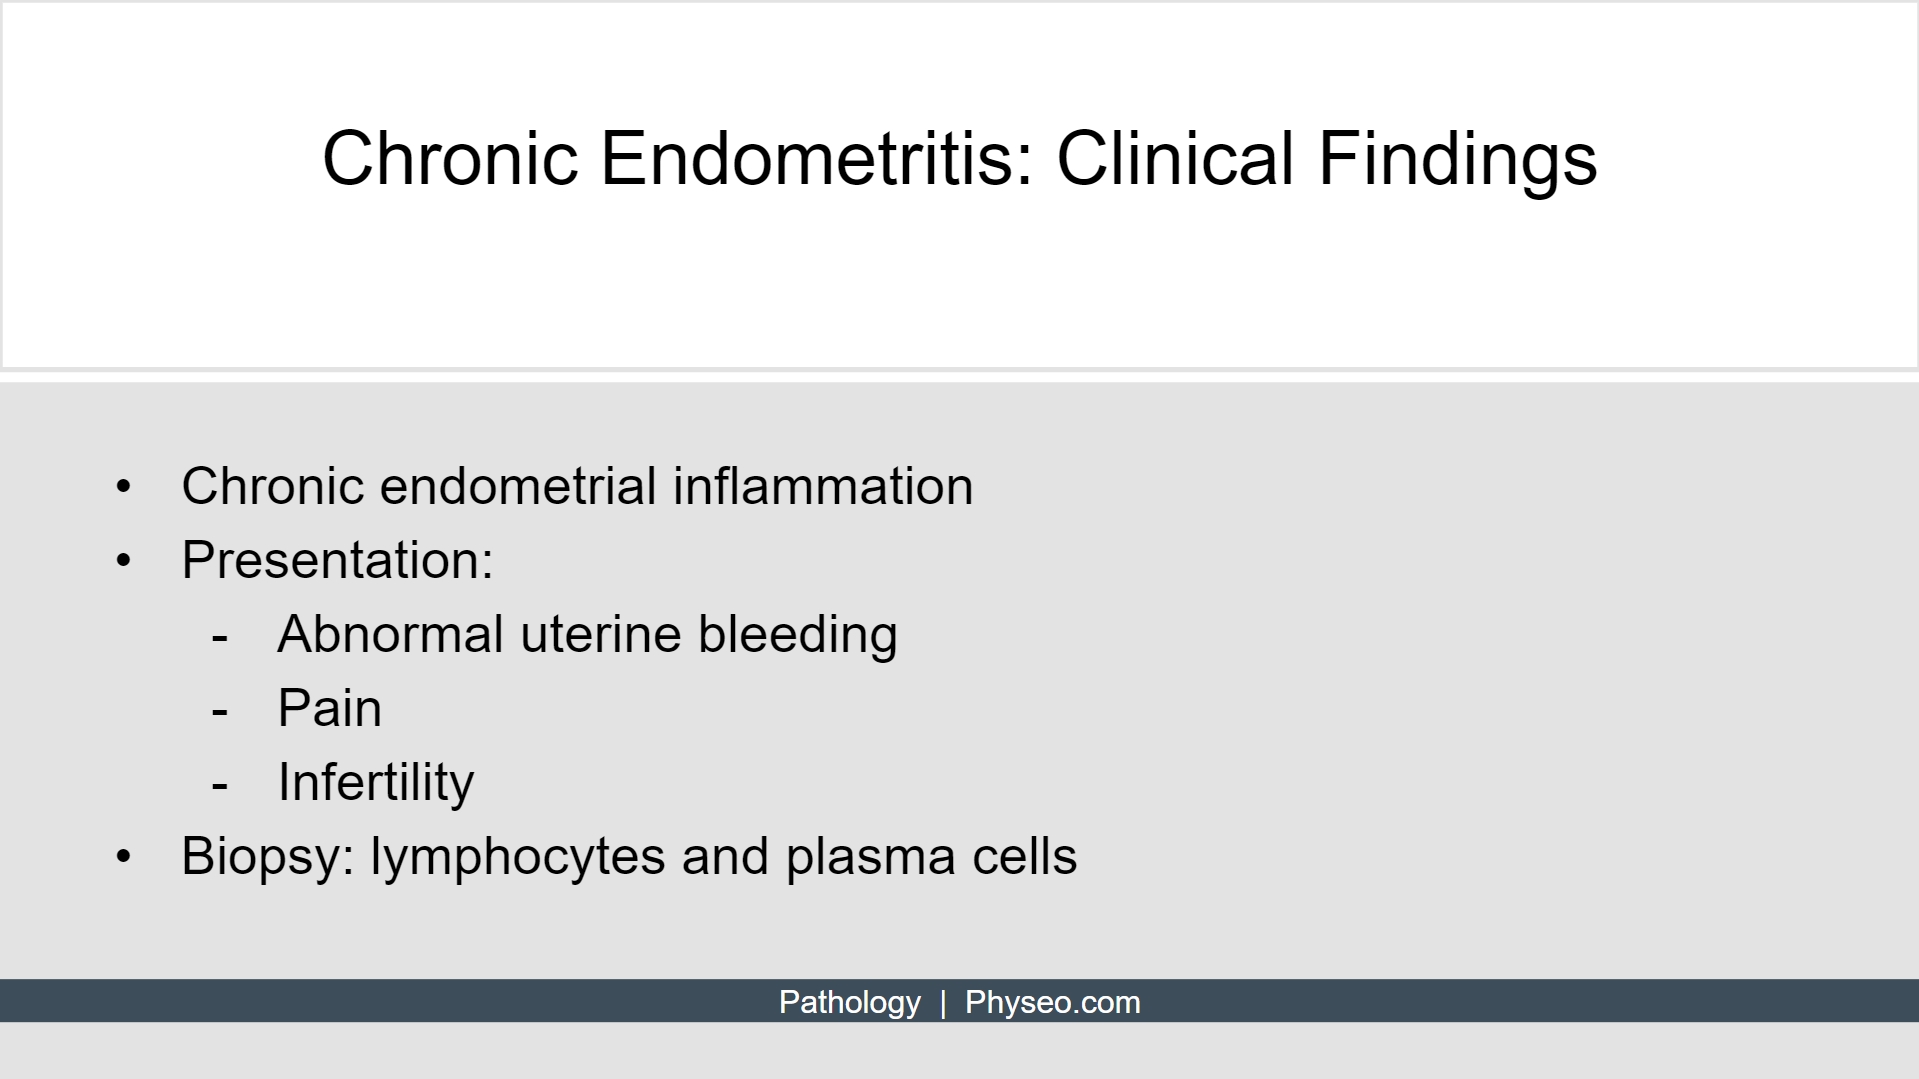 Chronic Endometritis: Clinical Findings
• Chronic endometrial inflammation
• Presentation:
- Abnormal uterine bleeding
- Pain
- Infertility
• Biopsy: lymphocytes and plasma cells
Pathology | Physeo.com